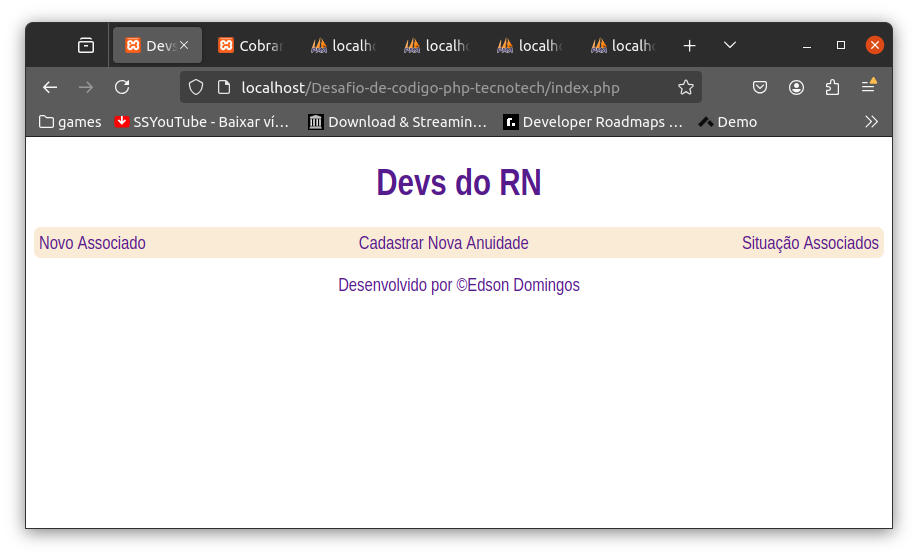 Devs Cobrar localho localho localho localho
localhost/Desafio-de-codigo-php-tecnotech/index.php
games SSYouTube - Baixar ví... Download & Streamin... Developer Roadmaps ... Demo
Devs do RN
Novo Associado Cadastrar Nova Anuidade Situação Associados
Desenvolvido por ©Edson Domingos